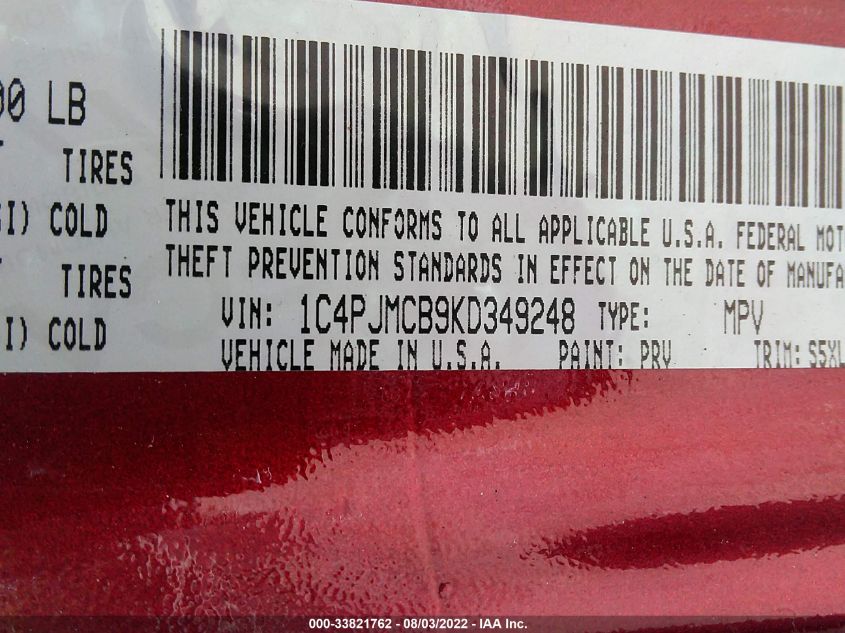 00 LB
TIRES
SI) COLD
TIRES
I) COLD
THIS VEHICLE CONFORMS TO ALL APPLICABLE U.S.A. FEDERAL MOT
THEFT PREVENTION STANDARDS IN EFFECT ON THE DATE OF MANUFA
VIN: 1C4PJMCB9KD349248 TYPE: MPV
VEHICLE MADE IN U.S.A. PAINT: PRV TRIM: S5XL
000-33821762 - 08/03/2022 - IAA Inc.